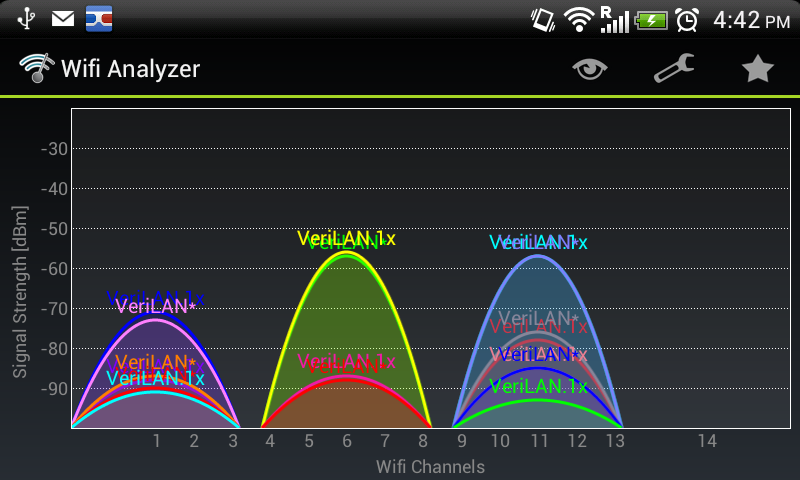 R 4:42 PM
Wifi Analyzer
Signal Strength [dBm]
-30
-40
-50
-60
-70
-80
-90
VeriLAN.1x
VeriLAN*
VeriLAN*
VeriLAN.1x
VeriLAN.1x
VeriLAN*
VeriLAN.1x
VeriLAN*
VeriLAN.1x
VeriLAN*
VeriLAN.1x
VeriLAN*
VeriLAN.1x
1 2 3 4 5 6 7 8 9 10 11 12 13 14
Wifi Channels